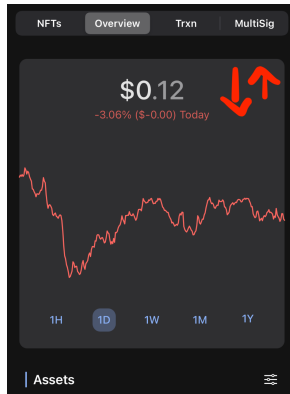 NFTs Overview Trxn MultiSig
$0.12
-3.06% ($-0.00) Today
1H 1D 1W 1M 1Y
Assets